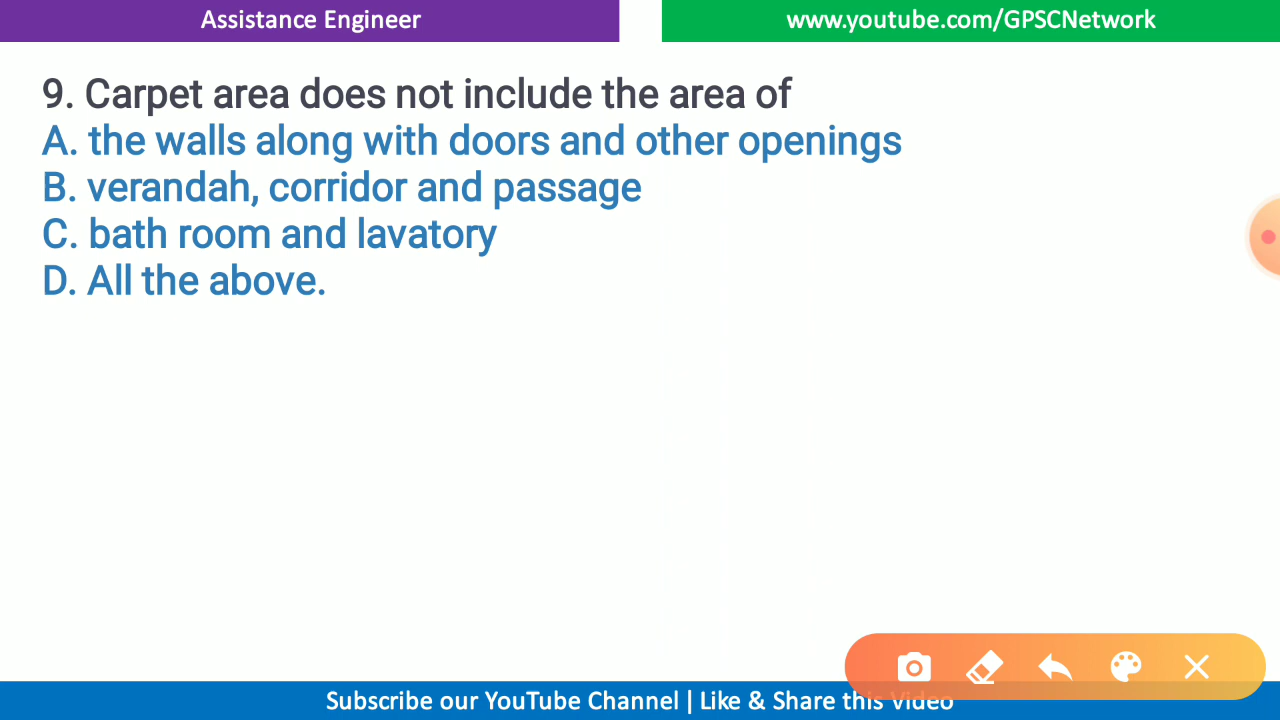 Assistance Engineer
www.youtube.com/GPSCNetwork
9. Carpet area does not include the area of
A. the walls along with doors and other openings
B. verandah, corridor and passage
C. bath room and lavatory
D. All the above.
Subscribe our YouTube Channel | Like & Share this Video